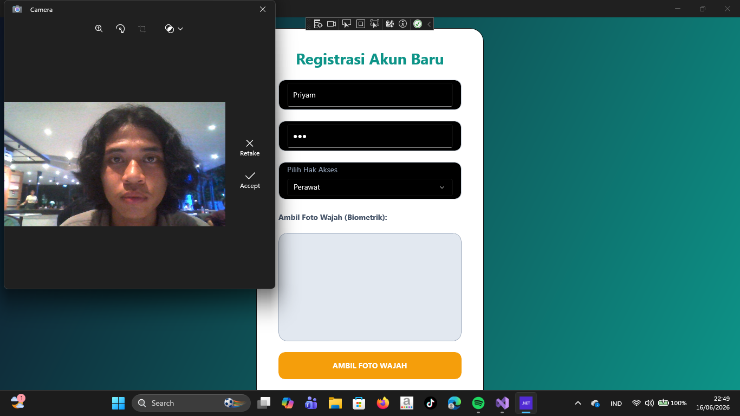 Camera
Retake
Accept
Registrasi Akun Baru
Priyam
Pilih Hak Akses
Perawat
Ambil Foto Wajah (Biometrik):
AMBIL FOTO WAJAH
Search
.NET
IND
100%
22:49
16/06/2026